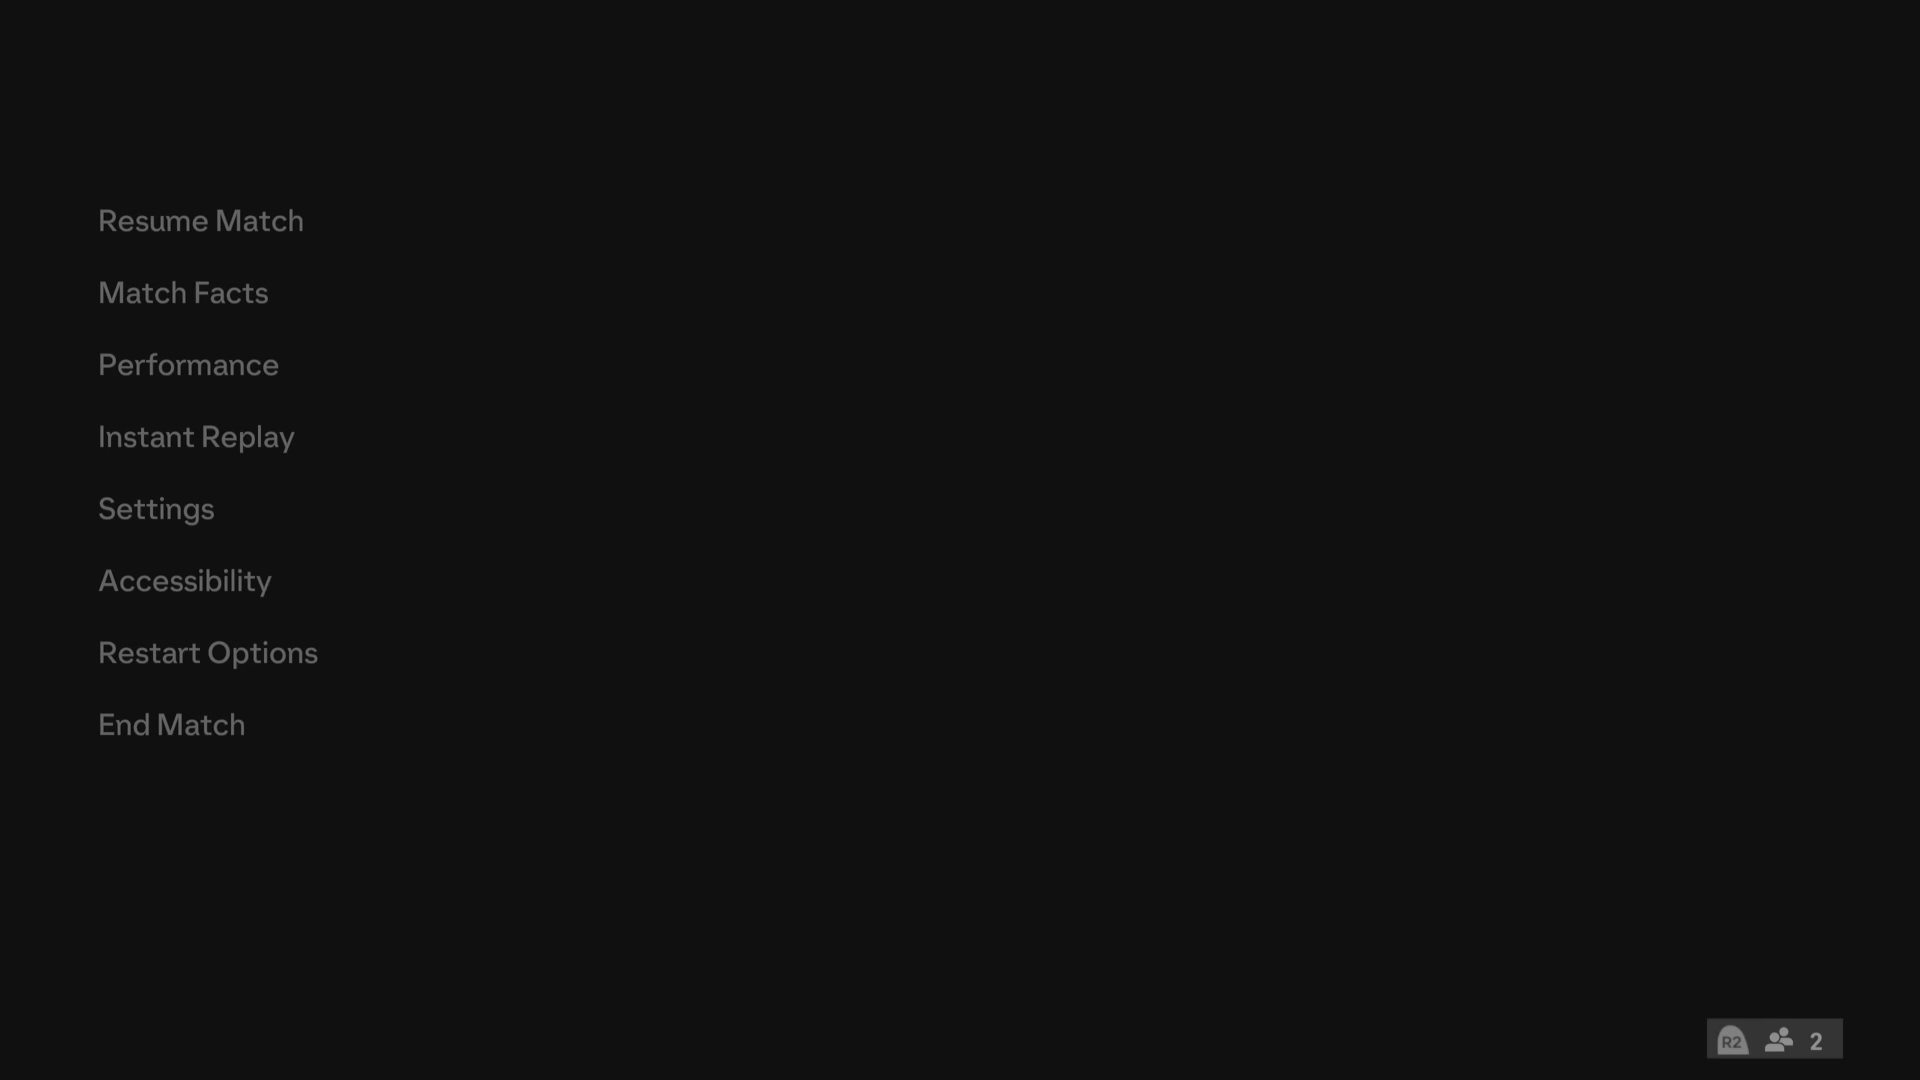 Resume Match
Match Facts
Performance
Instant Replay
Settings
Accessibility
Restart Options
End Match
R2 2